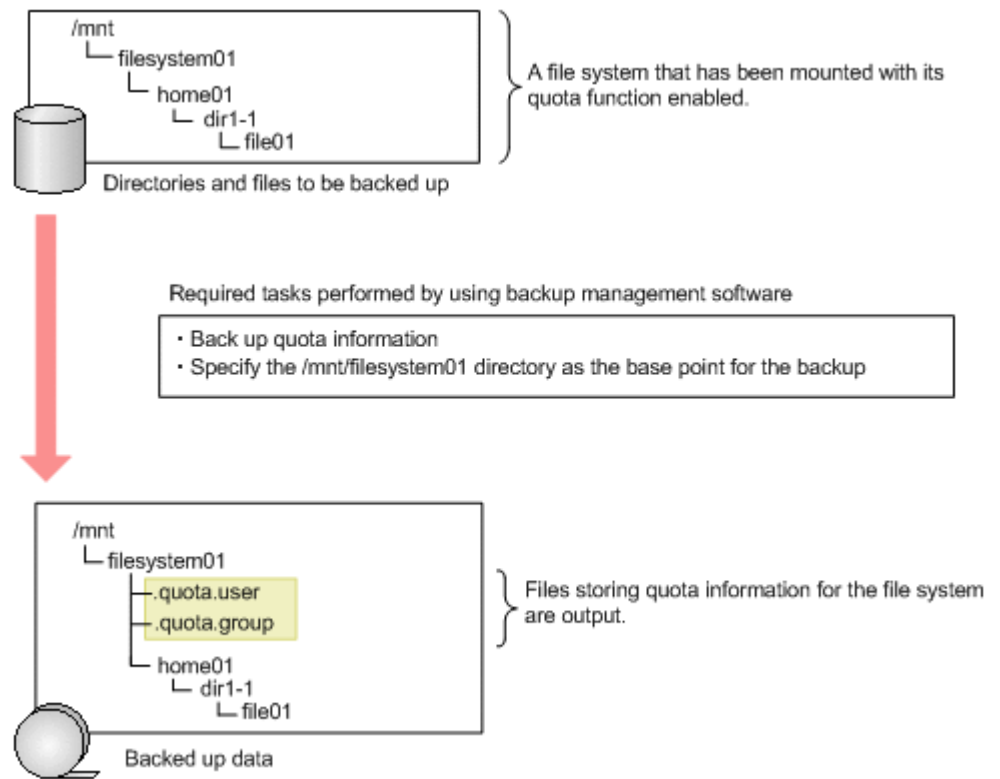 /mnt
filesystem01
home01
dir1-1
file01
A file system that has been mounted with its
quota function enabled.
Directories and files to be backed up
Required tasks performed by using backup management software
・Back up quota information
・Specify the /mnt/filesystem01 directory as the base point for the backup
/mnt
filesystem01
.quota.user
.quota.group
home01
dir1-1
file01
Files storing quota information for the file system
are output.
Backed up data